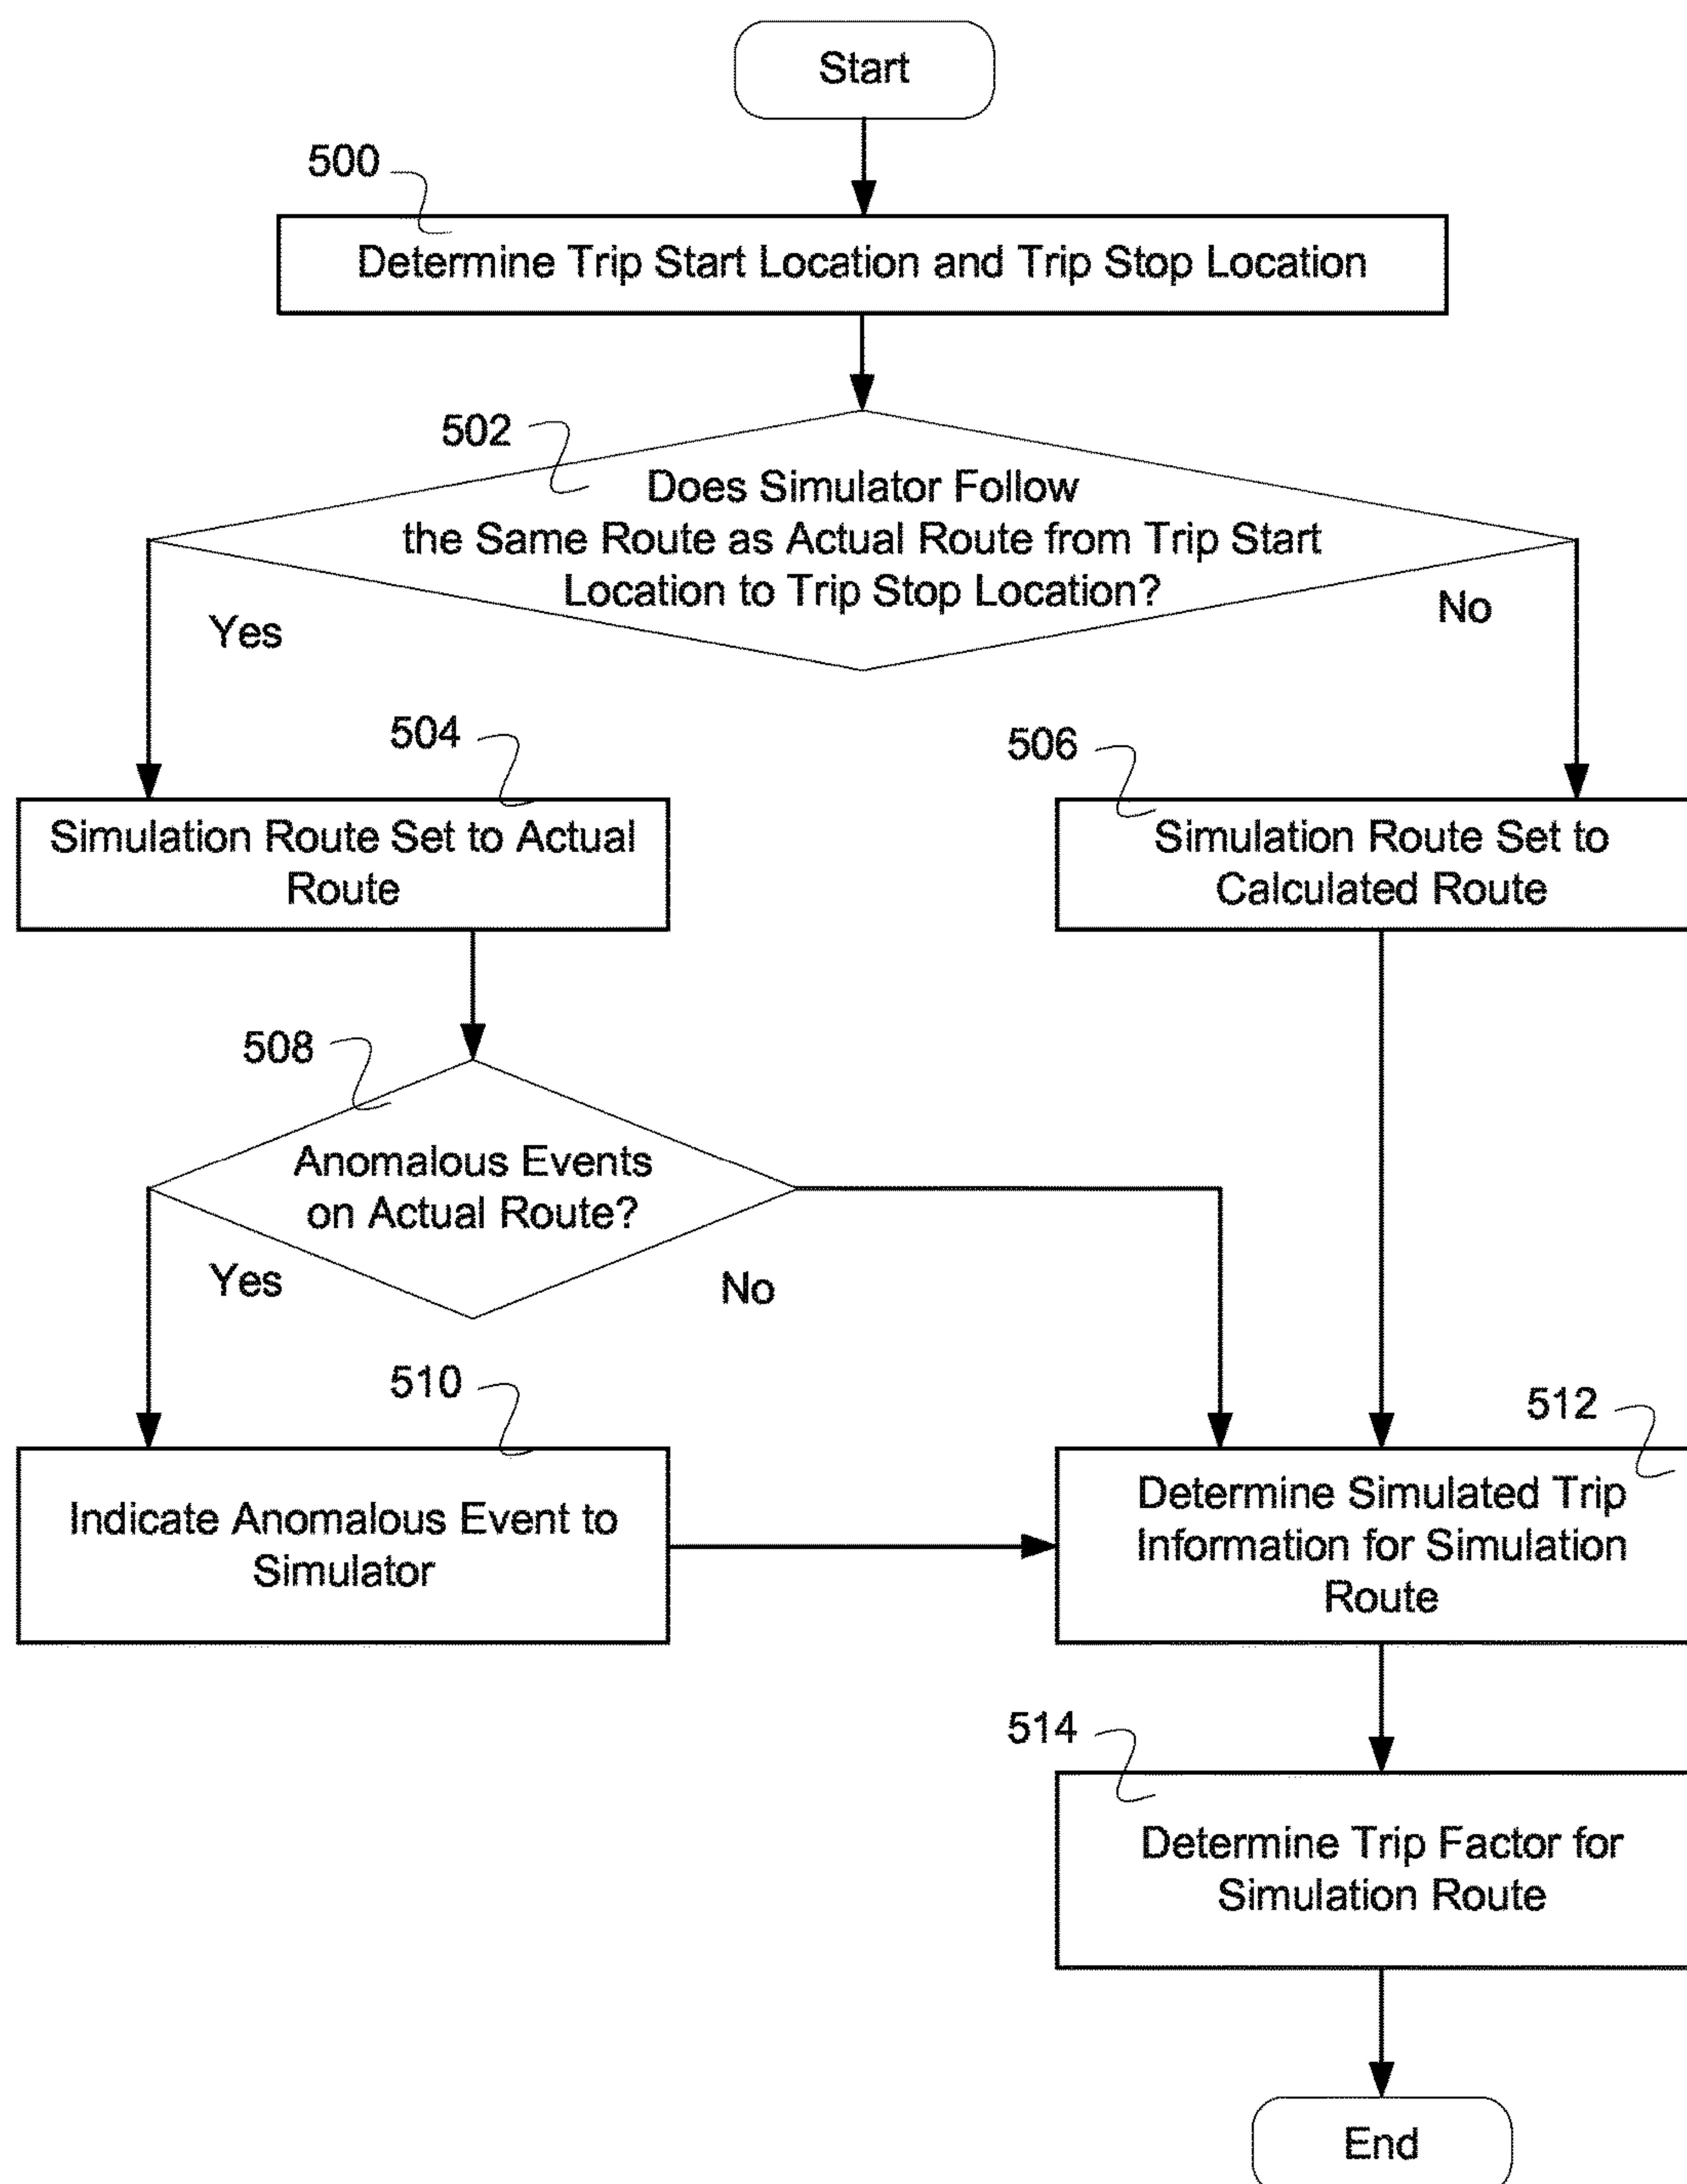 Start
500
Determine Trip Start Location and Trip Stop Location
502
Does Simulator Follow
the Same Route as Actual Route from Trip Start
Location to Trip Stop Location?
Yes
No
504
506
Simulation Route Set to Actual
Route
Simulation Route Set to
Calculated Route
508
Anomalous Events
on Actual Route?
Yes
No
510
512
Indicate Anomalous Event to
Simulator
Determine Simulated Trip
Information for Simulation
Route
514
Determine Trip Factor for
Simulation Route
End